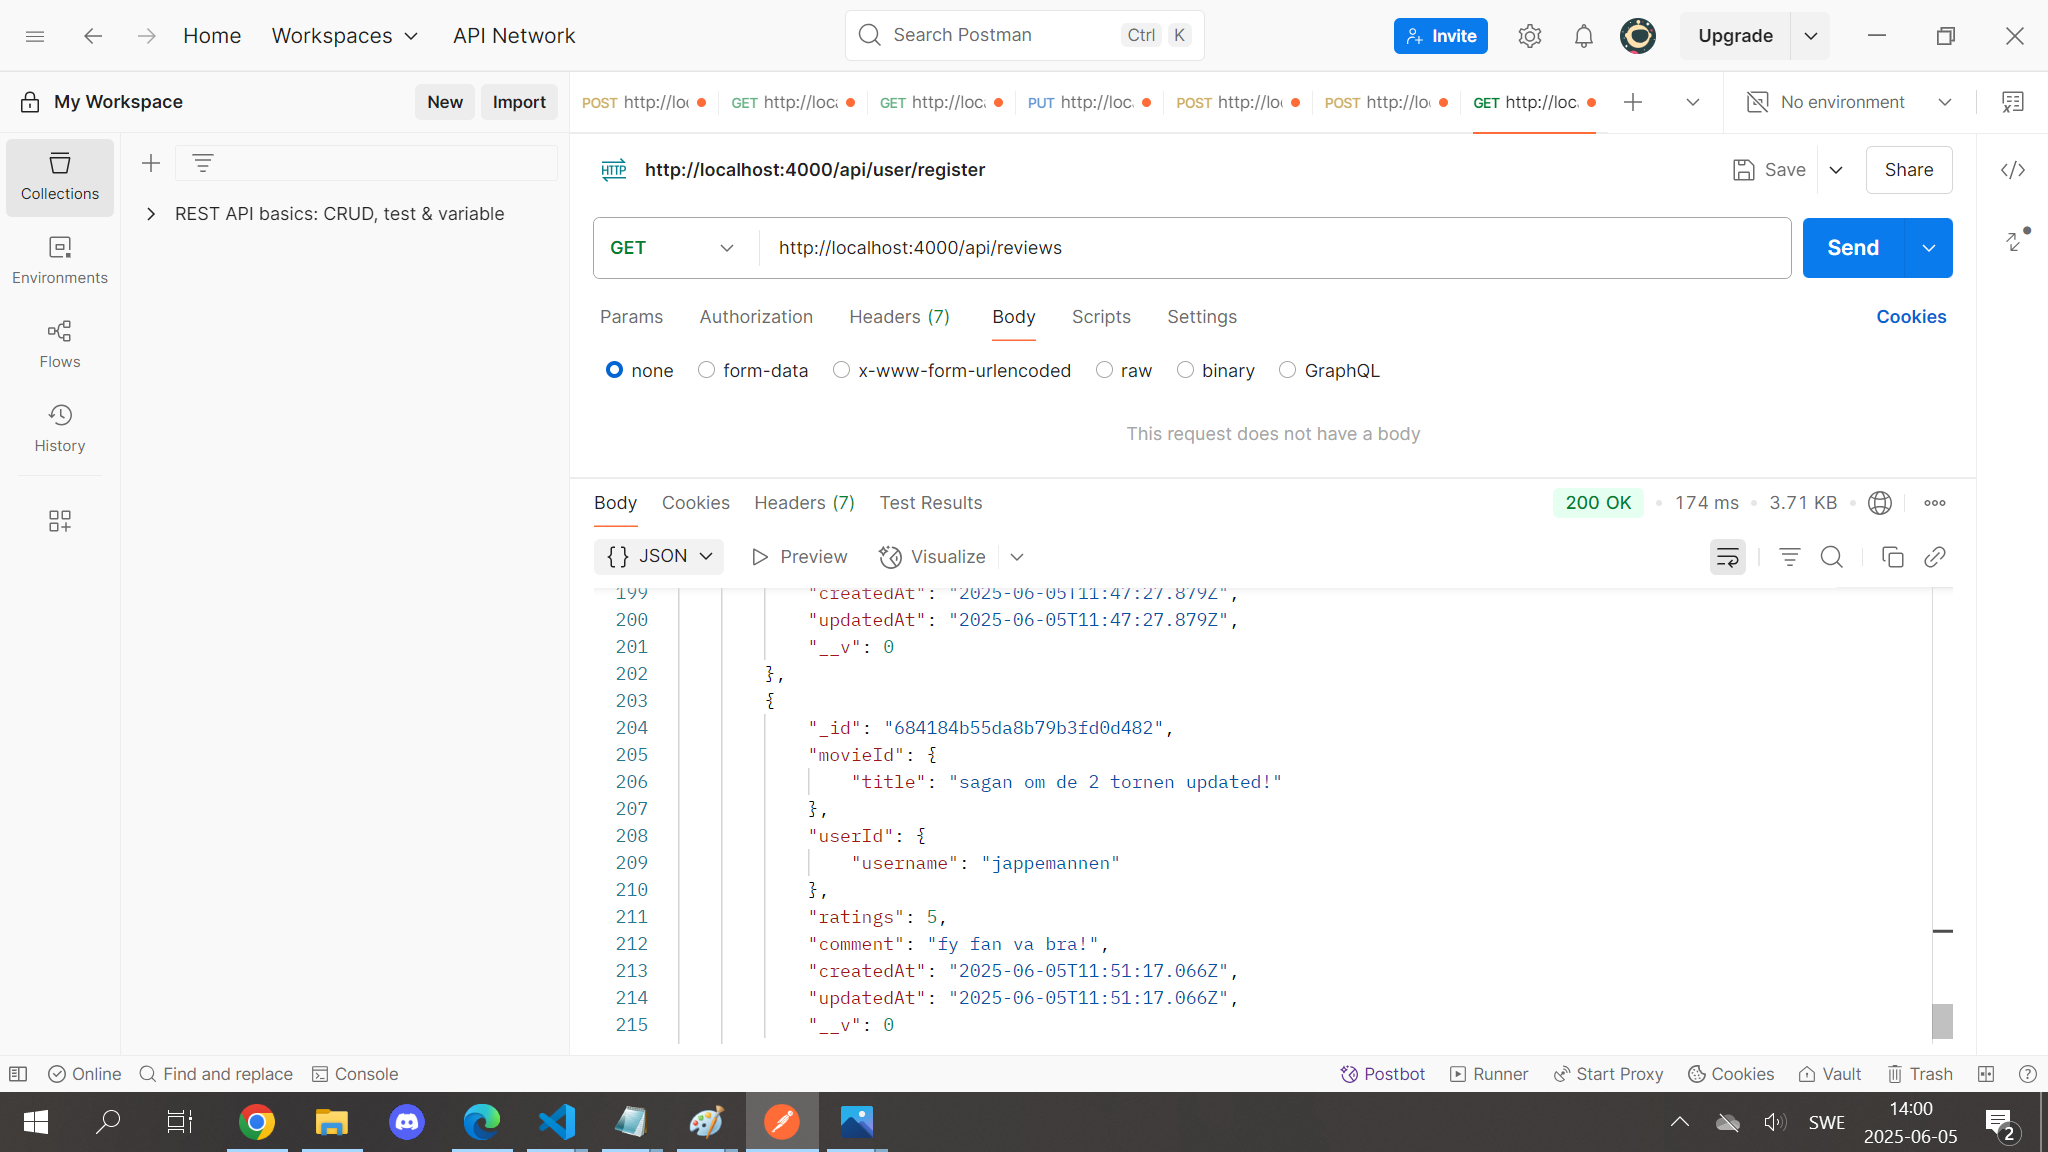 Home
Workspaces
API Network
Search Postman
Ctrl
K
Invite
Upgrade
My Workspace
New
Import
POST http://loc
GET http://loc
GET http://loc
PUT http://loc
POST http://loc
POST http://loc
GET http://loc
No environment
Collections
REST API basics: CRUD, test & variable
Environments
Flows
History
http://localhost:4000/api/user/register
Save
Share
GET
http://localhost:4000/api/reviews
Send
Params
Authorization
Headers (7)
Body
Scripts
Settings
Cookies
none
form-data
x-www-form-urlencoded
raw
binary
GraphQL
This request does not have a body
Body
Cookies
Headers (7)
Test Results
200 OK
174 ms
3.71 KB
{} JSON
Preview
Visualize
199 "createdAt": "2025-06-05T11:47:27.879Z",
200 "updatedAt": "2025-06-05T11:47:27.879Z",
201 "__v": 0
202 },
203 {
204 "_id": "684184b55da8b79b3fd0d482",
205 "movieId": {
206 "title": "sagan om de 2 tornen updated!"
207 },
208 "userId": {
209 "username": "jappemannen"
210 },
211 "ratings": 5,
212 "comment": "fy fan va bra!",
213 "createdAt": "2025-06-05T11:51:17.066Z",
214 "updatedAt": "2025-06-05T11:51:17.066Z",
215 "__v": 0
Online
Find and replace
Console
Postbot
Runner
Start Proxy
Cookies
Vault
Trash
SWE
14:00
2025-06-05
2